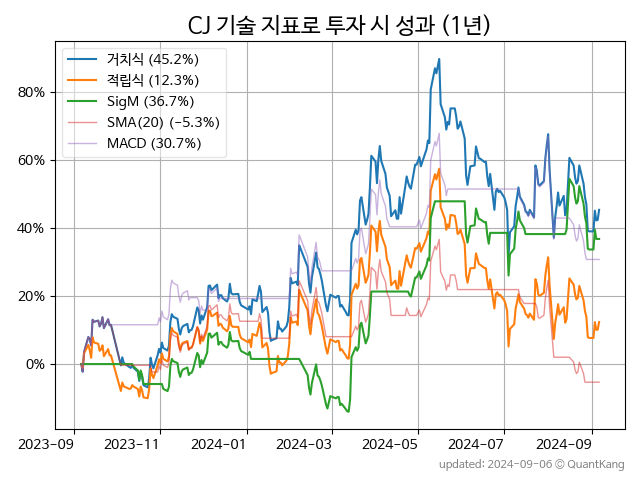 CJ 기술 지표로 투자 시 성과 (1년)
거치식 (45.2%)
적립식 (12.3%)
SigM (36.7%)
SMA(20) (−5.3%)
MACD (30.7%)
80%
60%
40%
20%
0%
2023-09
2023-11
2024-01
2024-03
2024-05
2024-07
2024-09
updated: 2024-09-06 © QuantKang